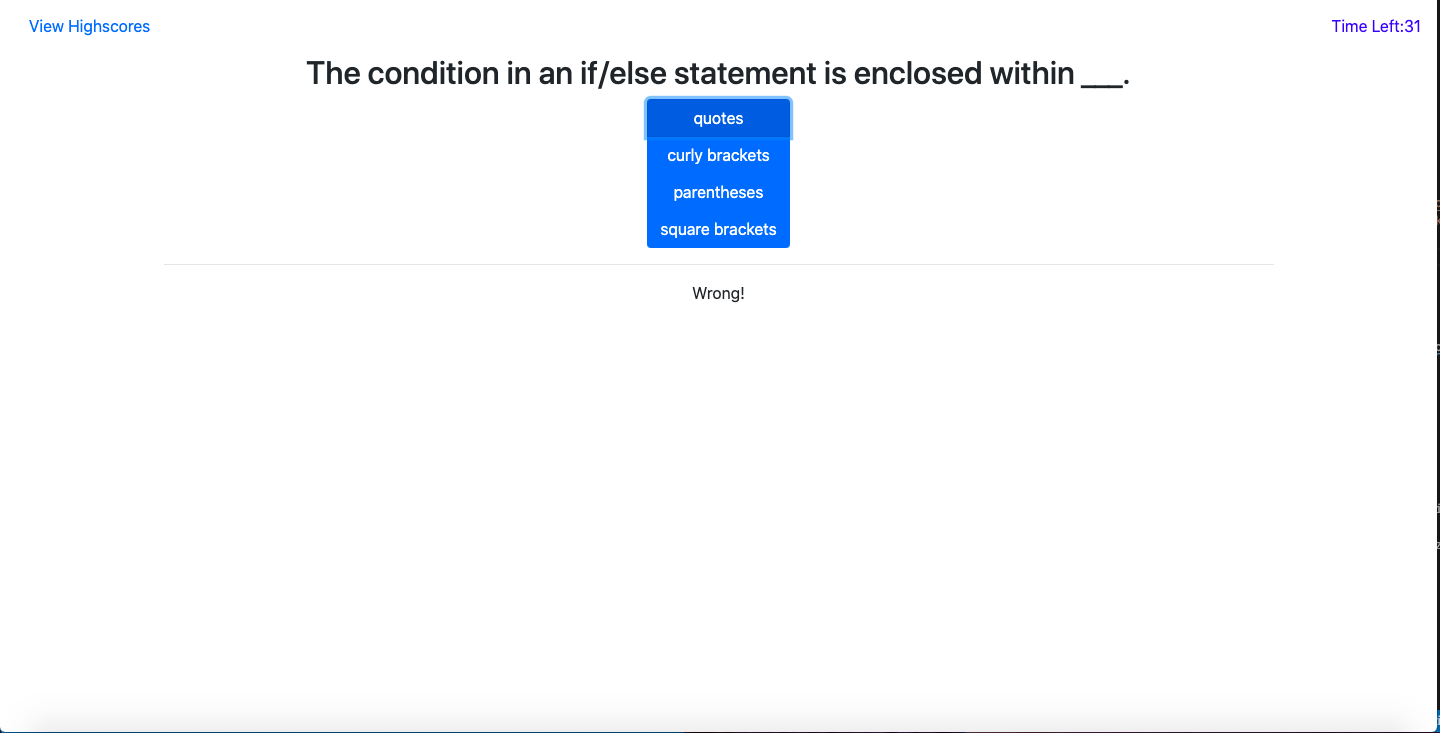 View Highscores
Time Left:31
The condition in an if/else statement is enclosed within ___.
quotes
curly brackets
parentheses
square brackets
Wrong!